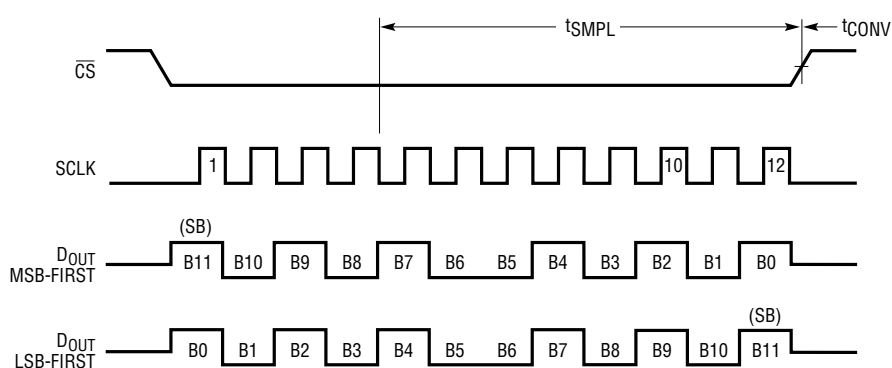 tSMPL tCONV
CS
SCLK 1 10 12
(SB)
DOUT
MSB-FIRST
B11 B10 B9 B8 B7 B6 B5 B4 B3 B2 B1 B0
(SB)
DOUT
LSB-FIRST
B0 B1 B2 B3 B4 B5 B6 B7 B8 B9 B10 B11